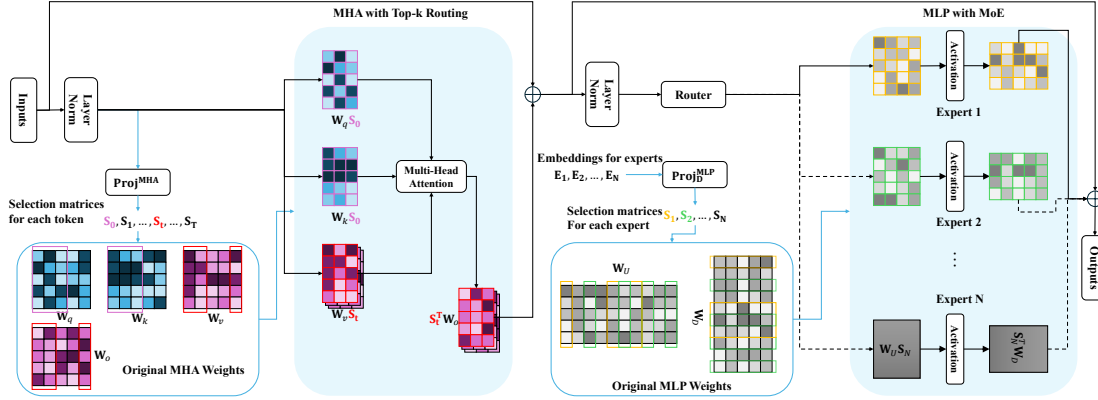 MHA with Top-k Routing
MLP with MoE
Inputs
Layer
Norm
W_q S_0
Proj^MHA
Selection matrices
for each token
S_0, S_1, ..., S_t, ..., S_T
W_k S_0
Multi-Head
Attention
W_v S_t
S_t^T W_o
W_q
W_k
W_v
W_o
Original MHA Weights
Layer
Norm
Router
Embeddings for experts
E_1, E_2, ..., E_N
Proj_D^MLP
Selection matrices
For each expert
S_1, S_2, ..., S_N
W_U
W_D
Original MLP Weights
Activation
Expert 1
Activation
Expert 2
...
Expert N
W_U S_N
Activation
S_N^T W_D
Outputs